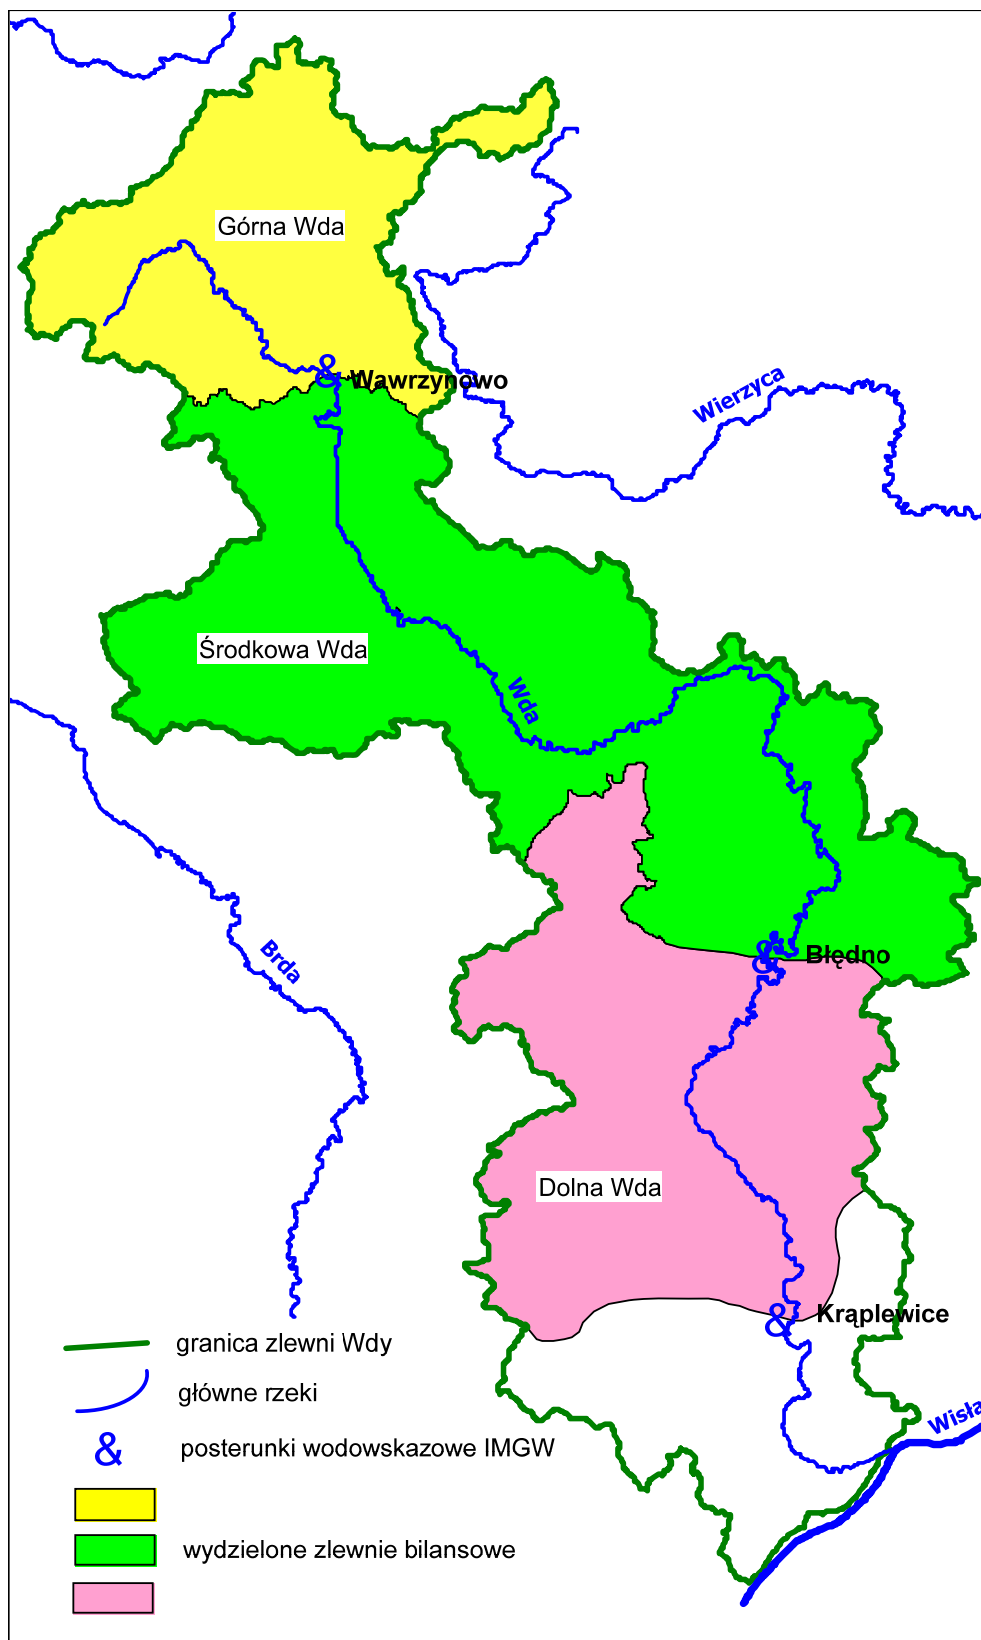 Górna Wda
& Wawrzynowo
Wierzyca
Środkowa Wda
Wda
Brda
& Błędno
Dolna Wda
& Krąplewice
granica zlewni Wdy
główne rzeki
Wisła
& posterunki wodowskazowe IMGW
wydzielone zlewnie bilansowe